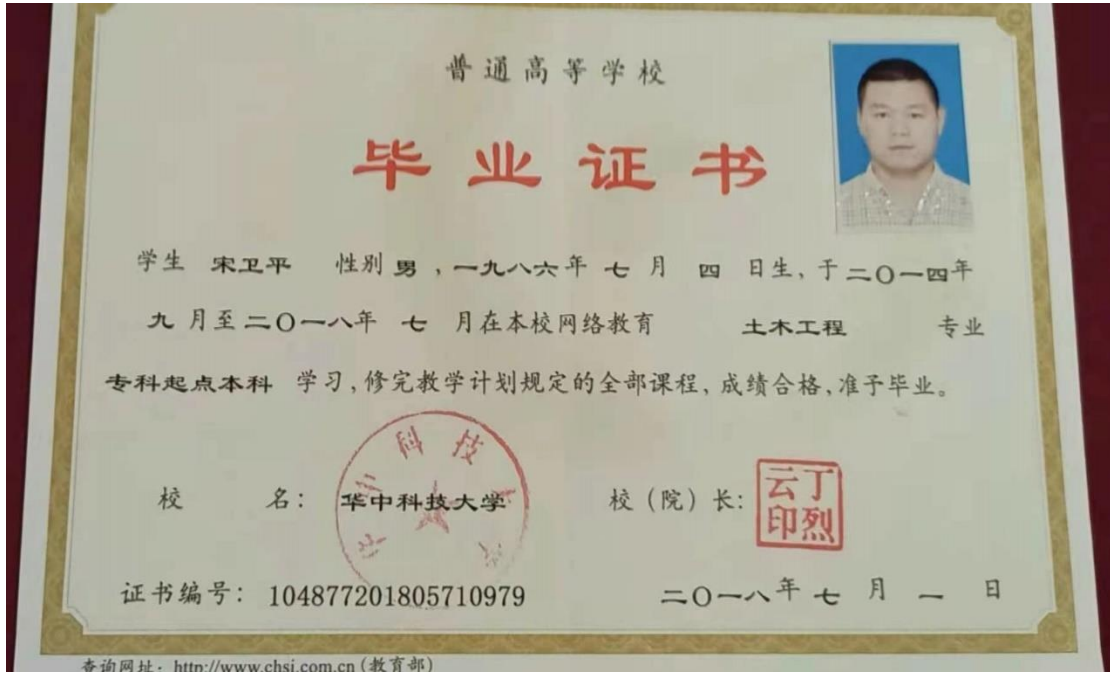 普通高等学校
毕业证书
学生 宋卫平 性别 男，一九八六年 七 月 四 日生，于二〇一四年
九 月至二〇一八年 七 月在本校网络教育 土木工程 专业
专科起点本科 学习，修完教学计划规定的全部课程，成绩合格，准予毕业。
校 名：华中科技大学 校（院）长：
华中科技大学
丁烈云印
证书编号：104877201805710979 二〇一八年 七 月 一 日
查询网址：http://www.chsi.com.cn（教育部）